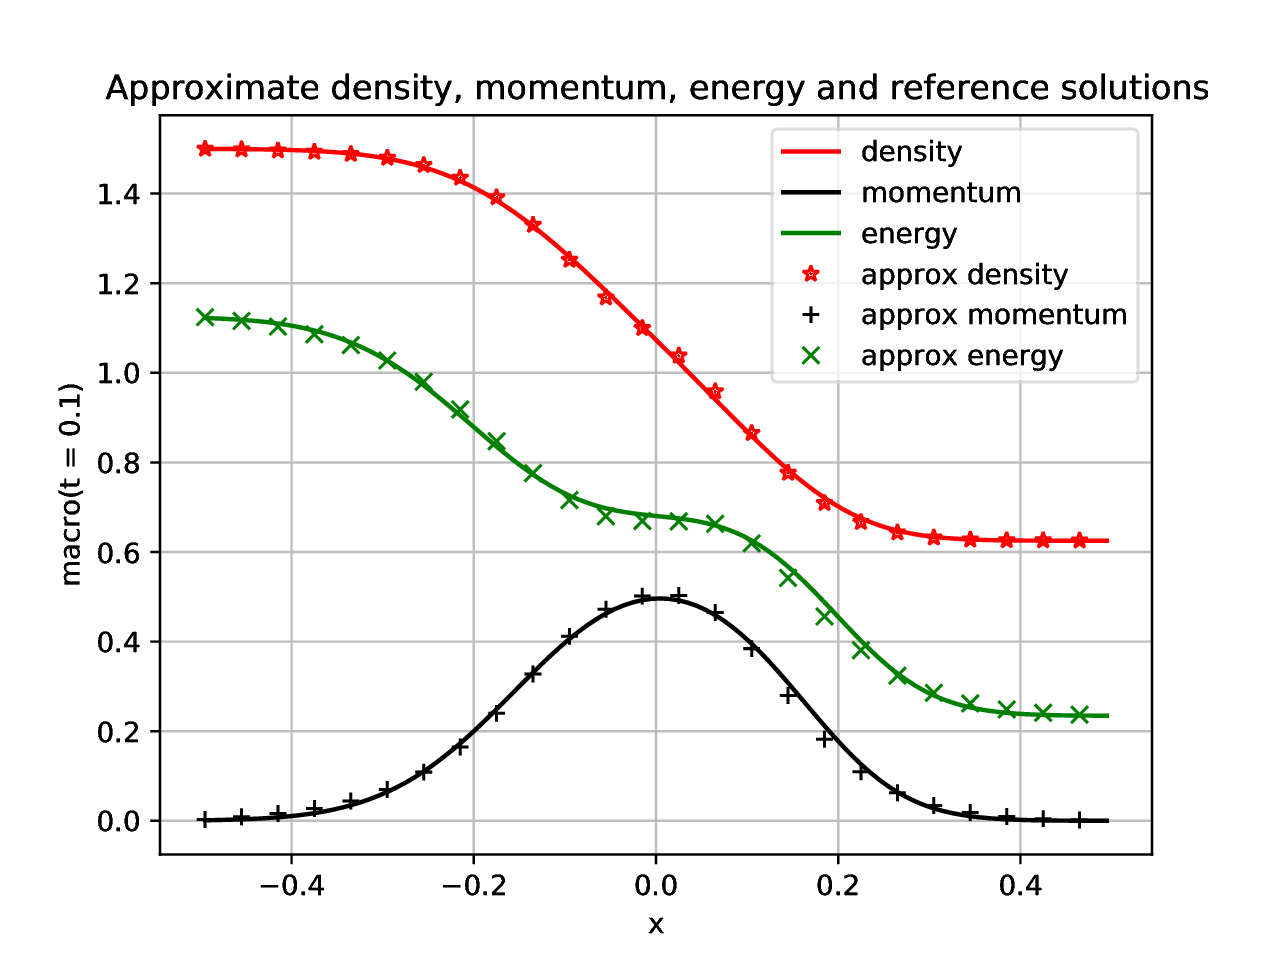 Approximate density, momentum, energy and reference solutions
density
momentum
energy
approx density
approx momentum
approx energy
macro(t = 0.1)
1.4
1.2
1.0
0.8
0.6
0.4
0.2
0.0
−0.4 −0.2 0.0 0.2 0.4
x